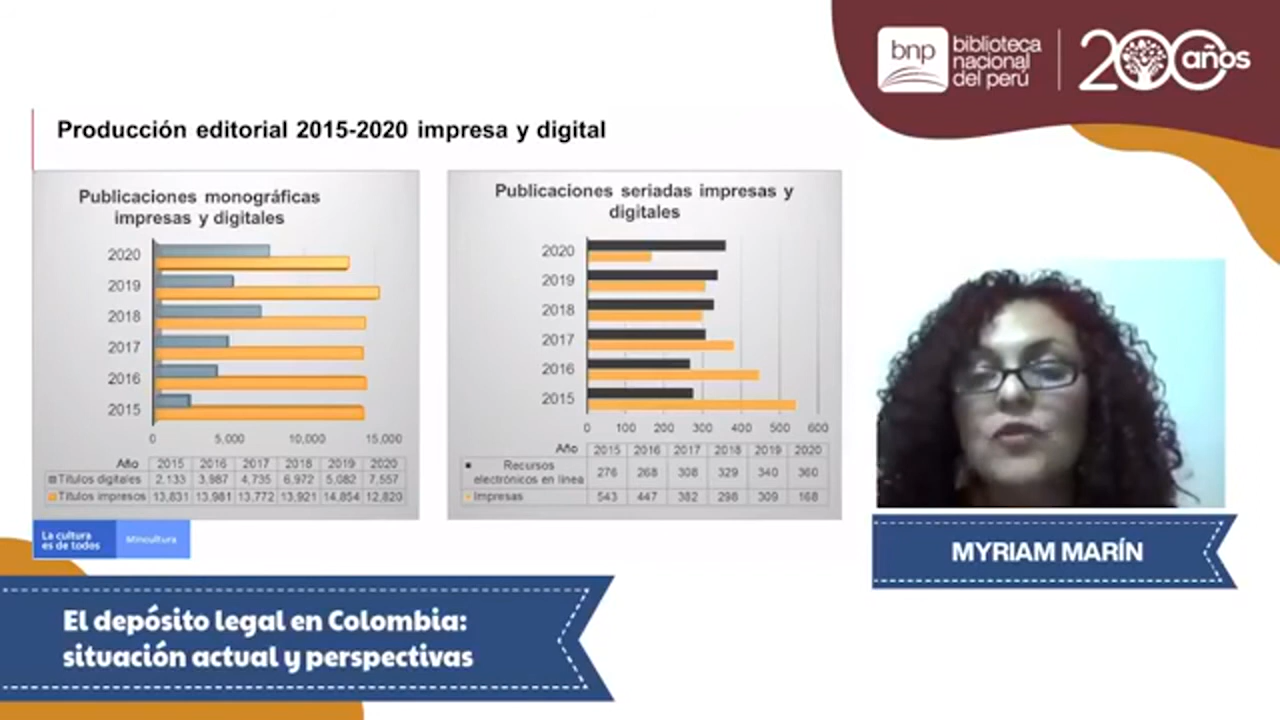 bnp
biblioteca
nacional
del perú
200 años
Producción editorial 2015-2020 impresa y digital
Publicaciones monográficas
impresas y digitales
2020
2019
2018
2017
2016
2015
0 5,000 10,000 15,000
Año 2015 2016 2017 2018 2019 2020
Títulos digitales 2,133 3,987 4,735 6,972 5,082 7,557
Títulos impresos 13,831 13,981 13,772 13,921 14,854 12,820
Publicaciones seriadas impresas y
digitales
2020
2019
2018
2017
2016
2015
0 100 200 300 400 500 600
Año 2015 2016 2017 2018 2019 2020
Recursos
electrónicos en línea 276 268 308 329 340 360
Impresas 543 447 382 298 309 168
La cultura
es de todos
Mincultura
MYRIAM MARÍN
El depósito legal en Colombia:
situación actual y perspectivas